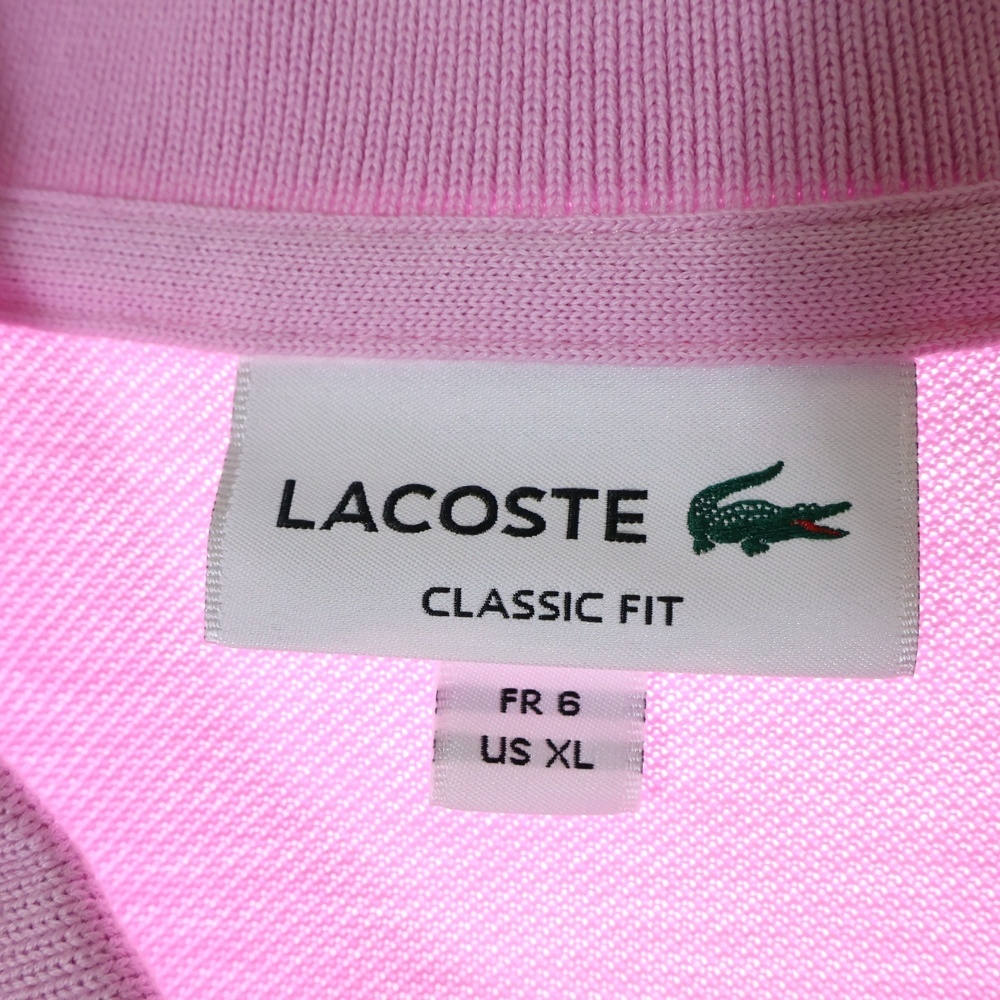 LACOSTE
CLASSIC FIT
FR 6
US XL